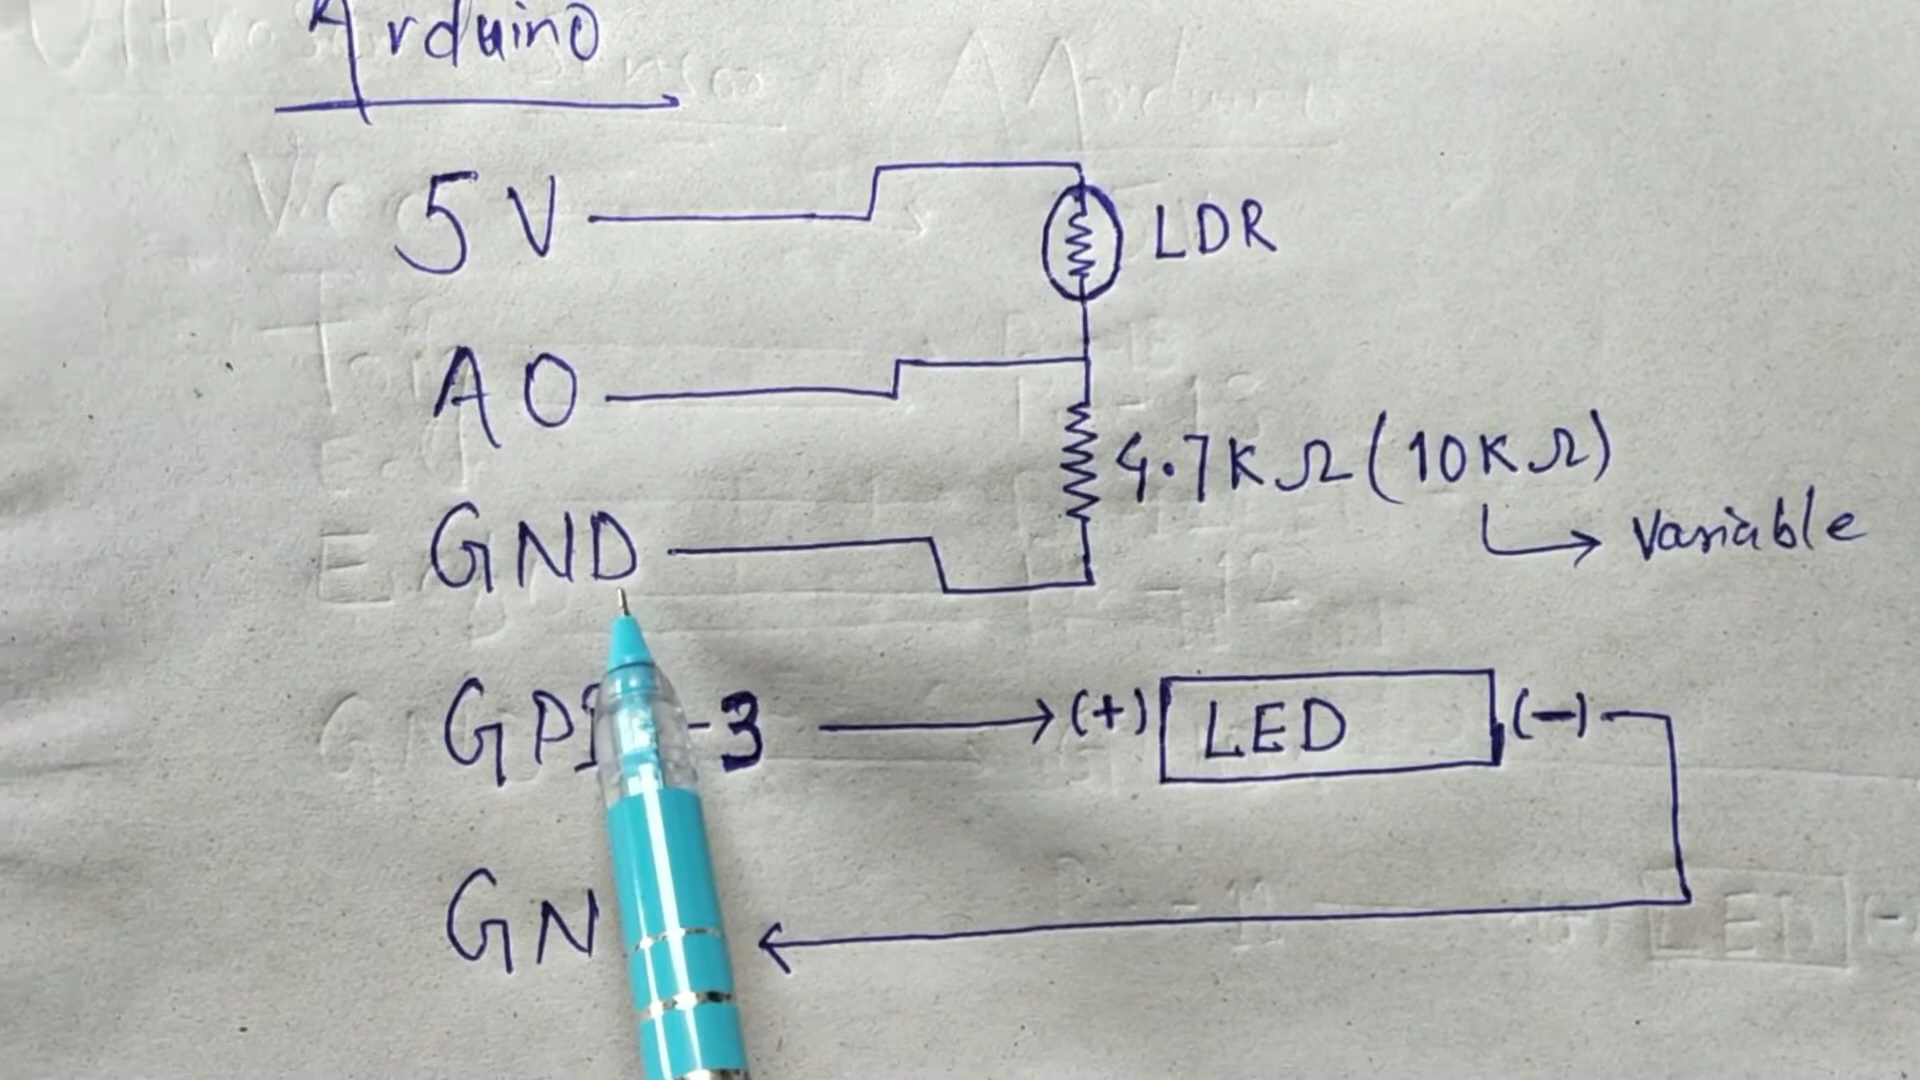 Arduino
5V
LDR
A0
4.7KΩ (10KΩ)
Variable
GND
-3
(+) LED (-)